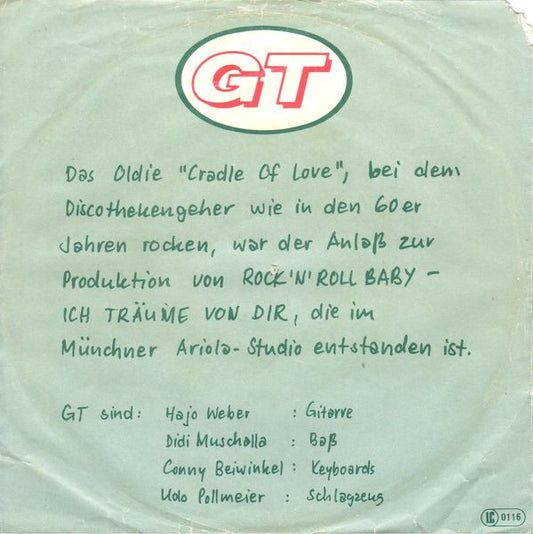 GT
Das Oldie "Cradle Of Love", bei dem
Discothekengeher wie in den 60er
Jahren rocken, war der Anlaß zur
Produktion von ROCK'N'ROLL BABY –
ICH TRÄUME VON DIR, die im
Münchner Ariola-Studio entstanden ist.
GT sind: Hajo Weber : Gitarre
Didi Muschalla : Baß
Conny Beiwinkel : Keyboards
Udo Pollmeier : Schlagzeug
LC 0116